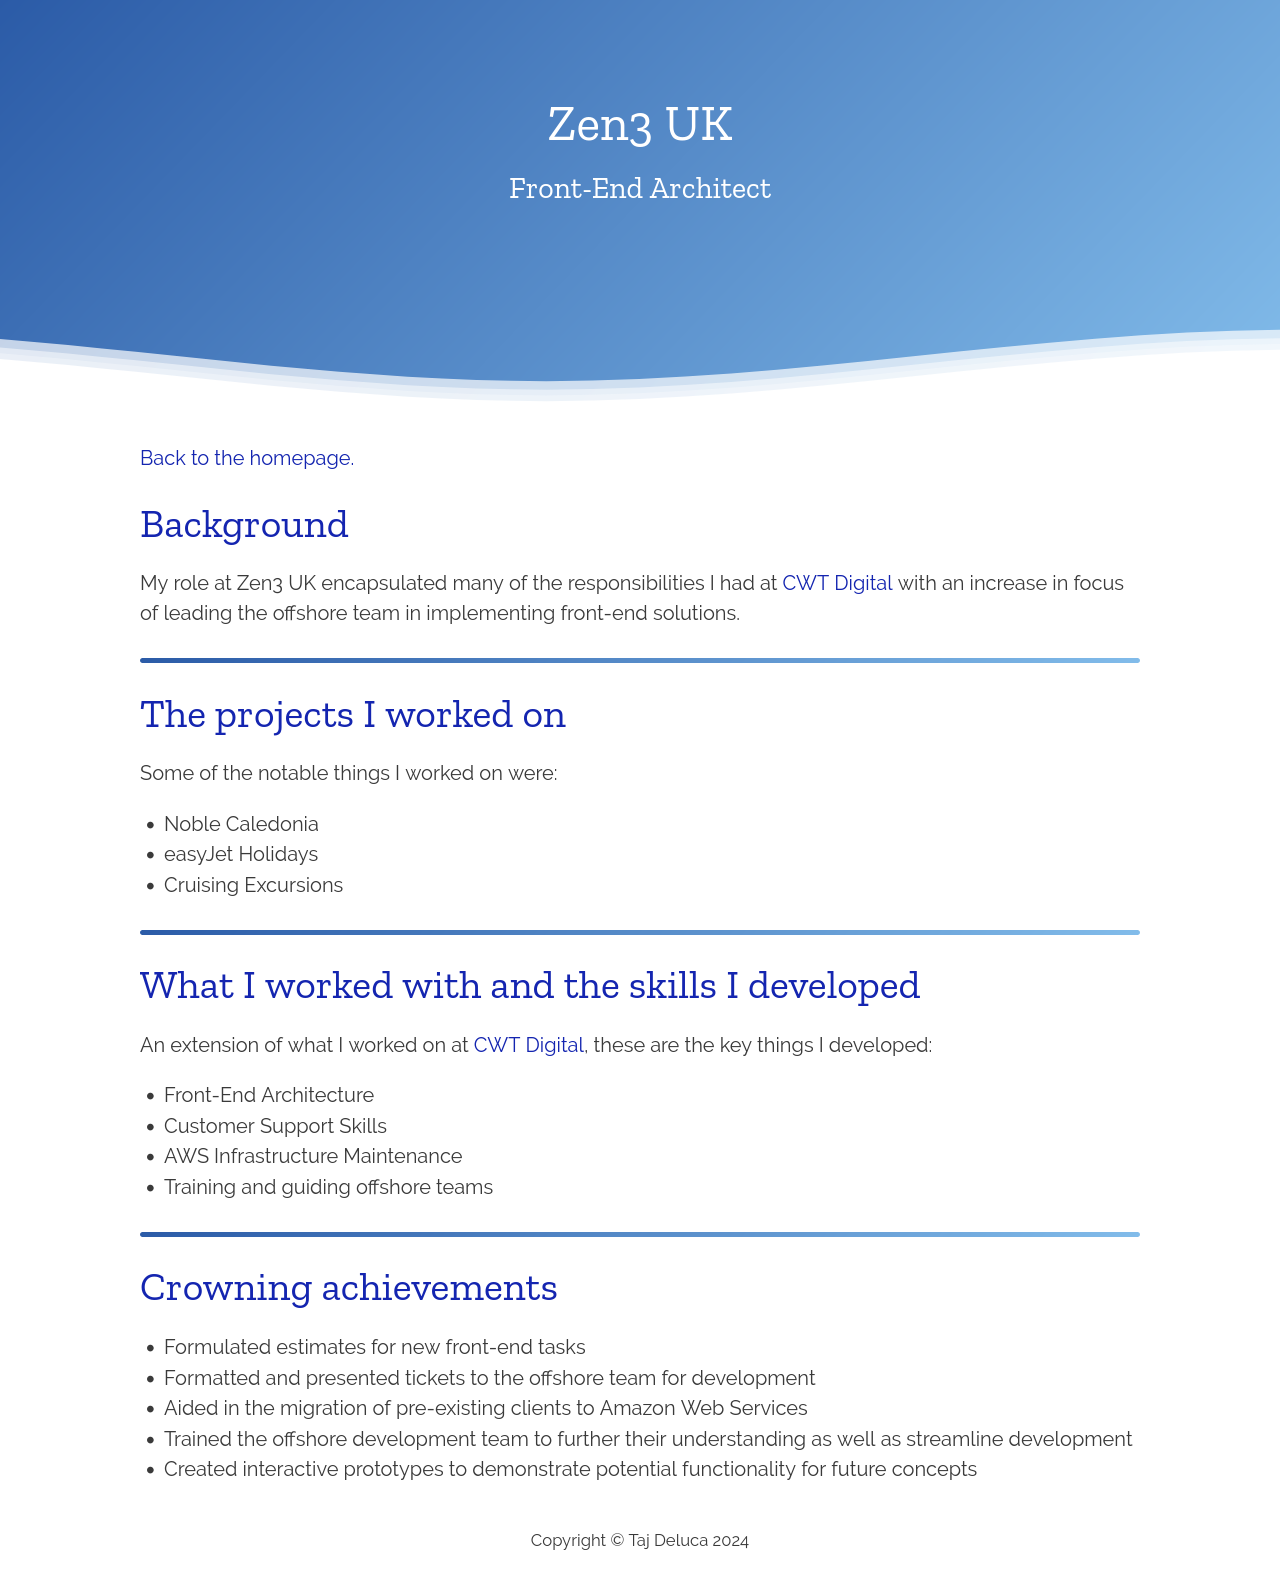 Zen3 UK
Front-End Architect
Back to the homepage.
Background
My role at Zen3 UK encapsulated many of the responsibilities I had at CWT Digital with an increase in focus
of leading the offshore team in implementing front-end solutions.
The projects I worked on
Some of the notable things I worked on were:
• Noble Caledonia
• easyJet Holidays
• Cruising Excursions
What I worked with and the skills I developed
An extension of what I worked on at CWT Digital, these are the key things I developed:
• Front-End Architecture
• Customer Support Skills
• AWS Infrastructure Maintenance
• Training and guiding offshore teams
Crowning achievements
• Formulated estimates for new front-end tasks
• Formatted and presented tickets to the offshore team for development
• Aided in the migration of pre-existing clients to Amazon Web Services
• Trained the offshore development team to further their understanding as well as streamline development
• Created interactive prototypes to demonstrate potential functionality for future concepts
Copyright © Taj Deluca 2024